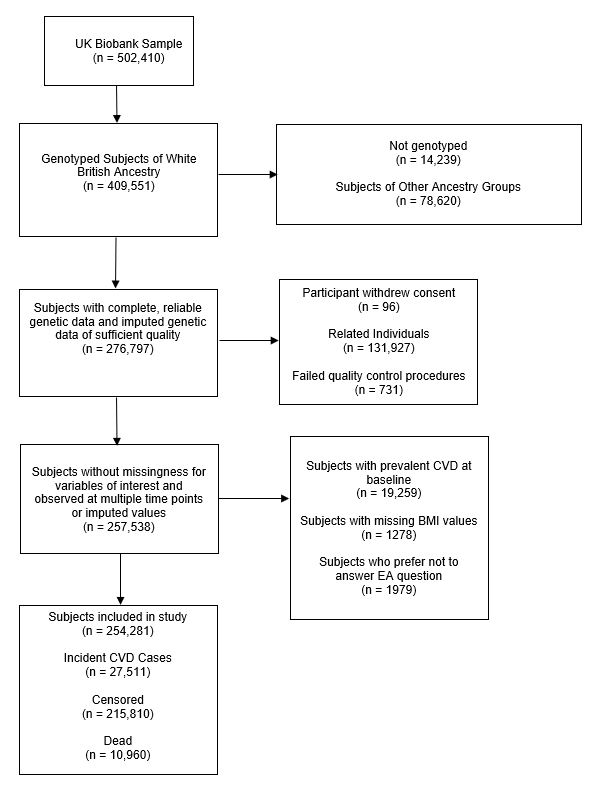 UK Biobank Sample
(n = 502,410)
Genotyped Subjects of White
British Ancestry
(n = 409,551)
Not genotyped
(n = 14,239)
Subjects of Other Ancestry Groups
(n = 78,620)
Subjects with complete, reliable
genetic data and imputed genetic
data of sufficient quality
(n = 276,797)
Participant withdrew consent
(n = 96)
Related Individuals
(n = 131,927)
Failed quality control procedures
(n = 731)
Subjects without missingness for
variables of interest and
observed at multiple time points
or imputed values
(n = 257,538)
Subjects with prevalent CVD at
baseline
(n = 19,259)
Subjects with missing BMI values
(n = 1278)
Subjects who prefer not to
answer EA question
(n = 1979)
Subjects included in study
(n = 254,281)
Incident CVD Cases
(n = 27,511)
Censored
(n = 215,810)
Dead
(n = 10,960)